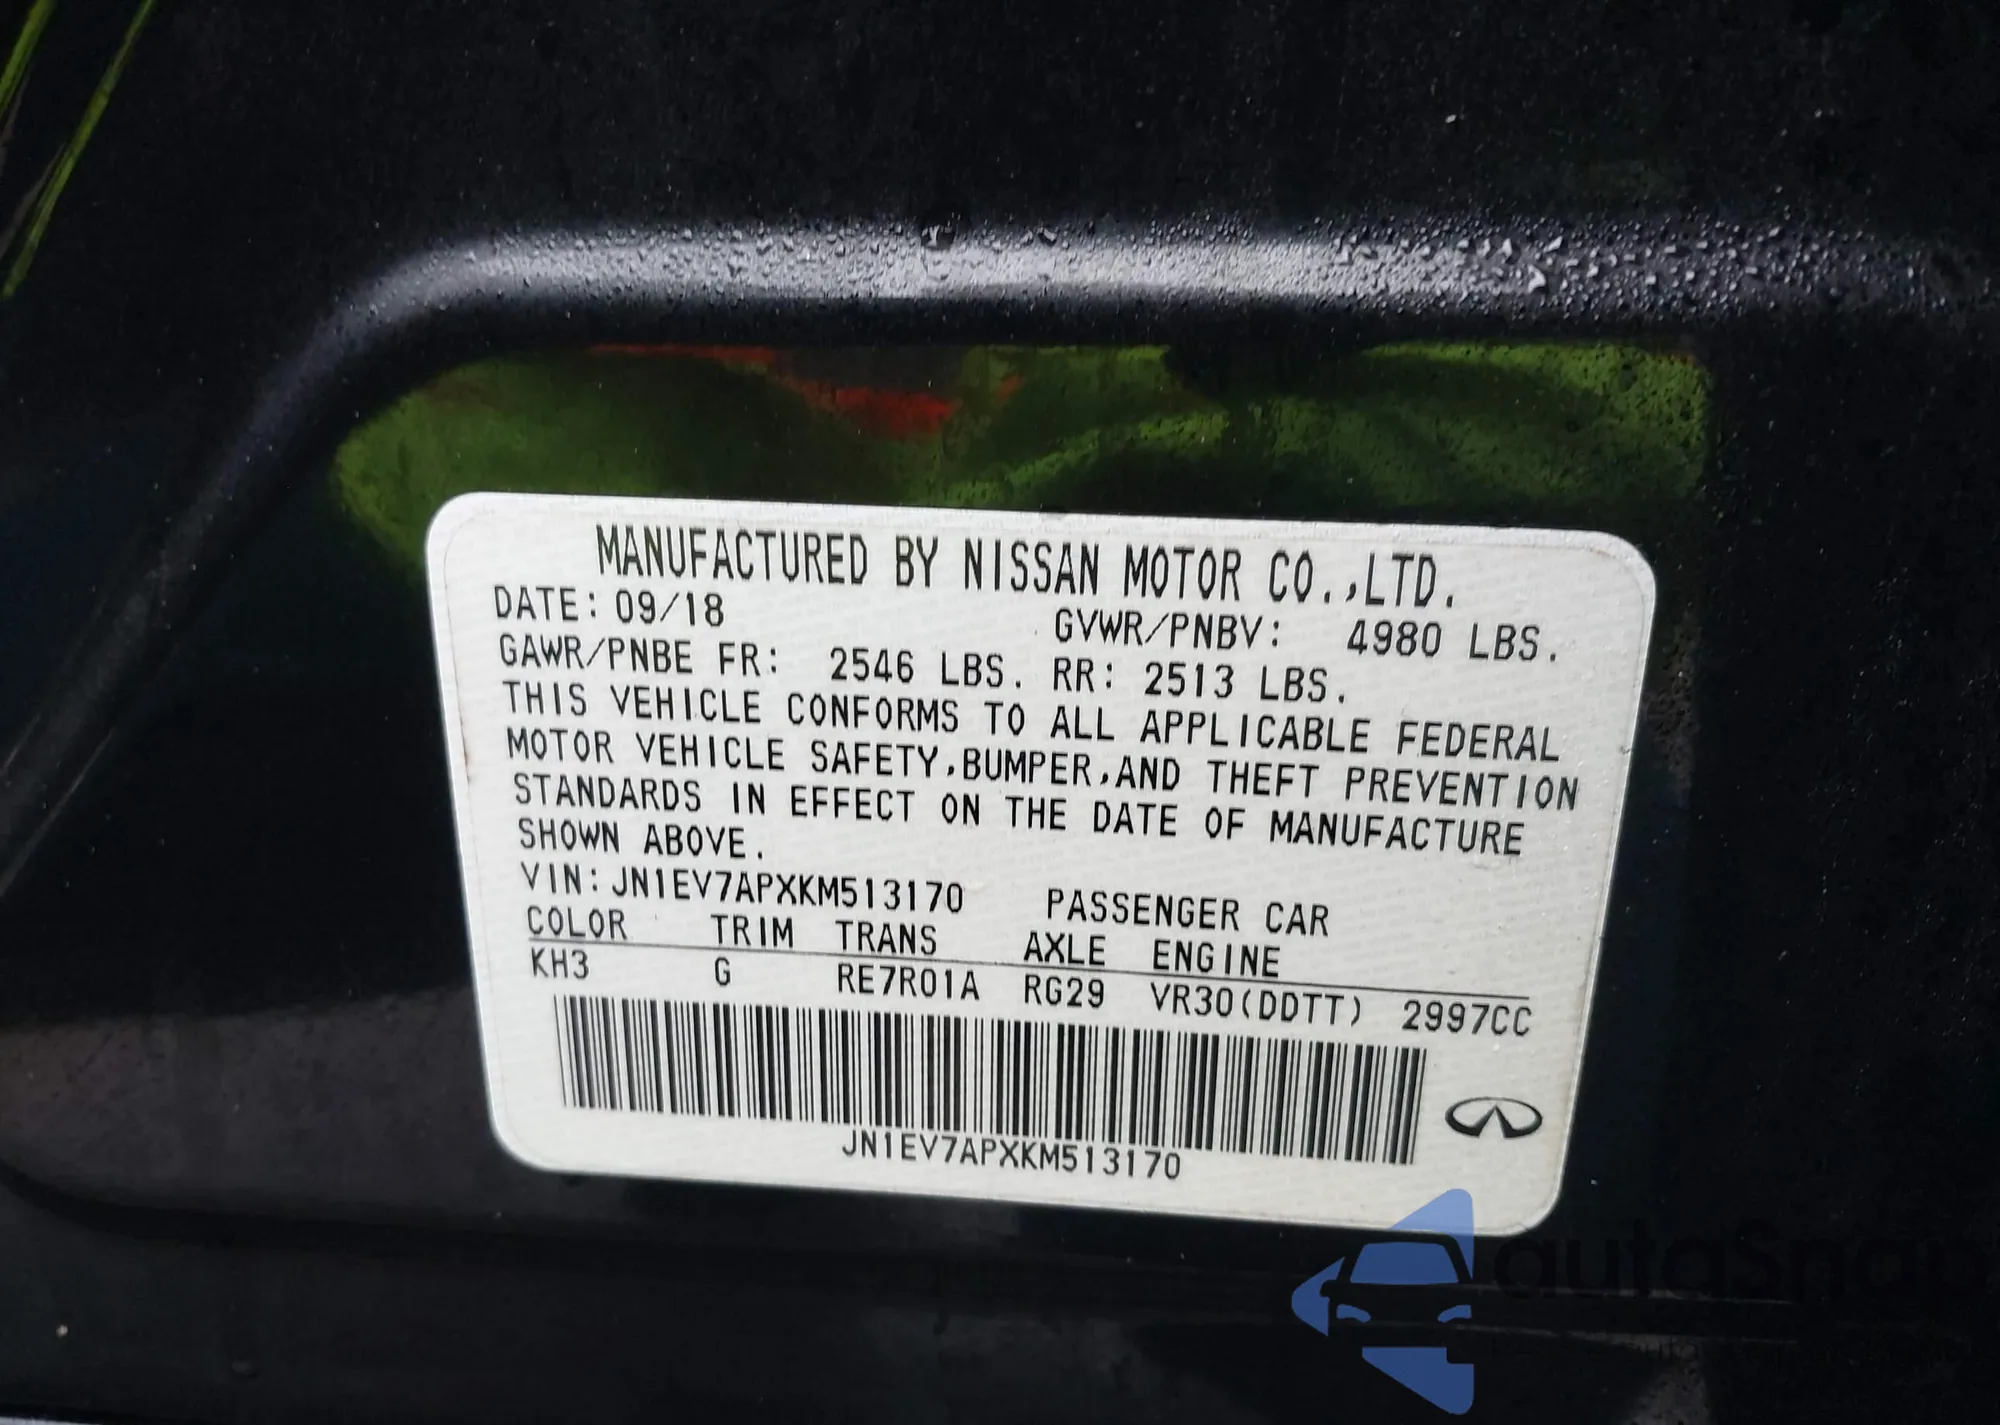 MANUFACTURED BY NISSAN MOTOR CO.,LTD.
DATE: 09/18 GVWR/PNBV: 4980 LBS.
GAWR/PNBE FR: 2546 LBS. RR: 2513 LBS.
THIS VEHICLE CONFORMS TO ALL APPLICABLE FEDERAL
MOTOR VEHICLE SAFETY,BUMPER,AND THEFT PREVENTION
STANDARDS IN EFFECT ON THE DATE OF MANUFACTURE
SHOWN ABOVE.
VIN: JN1EV7APXKM513170 PASSENGER CAR
COLOR TRIM TRANS AXLE ENGINE
KH3 G RE7R01A RG29 VR30(DDTT) 2997CC
JN1EV7APXKM513170
autoSnap